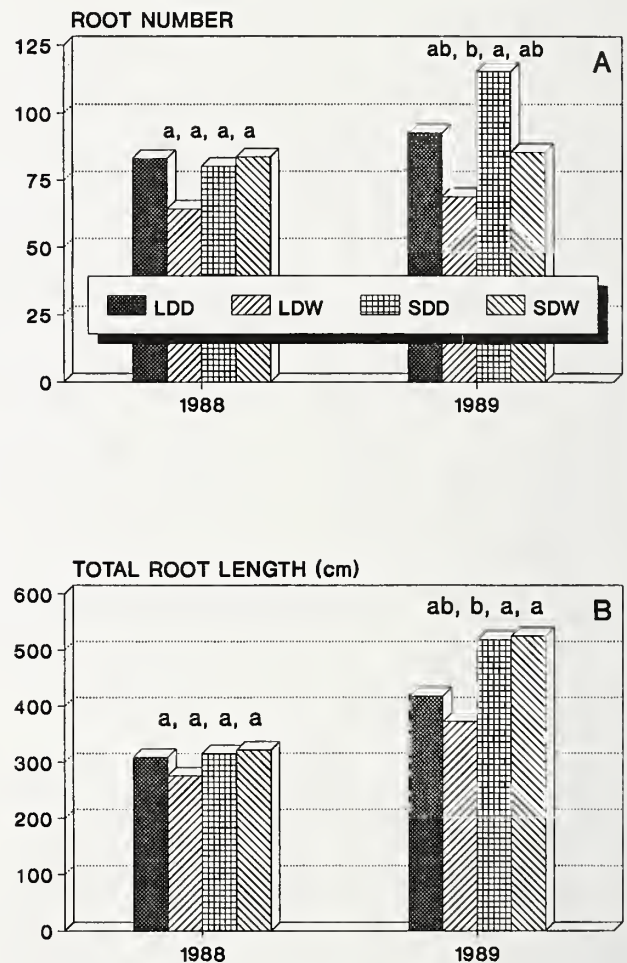 ROOT NUMBER
125
ab, b, a, ab
A
100
a, a, a, a
75
50
LDD LDW SDD SDW
25
0
1988 1989
TOTAL ROOT LENGTH (cm)
600
ab, b, a, a
B
500
400
a, a, a, a
300
200
100
0
1988 1989